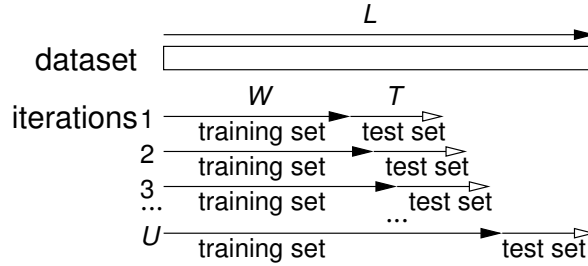 L
dataset
W T
iterations 1
training set test set
2
training set test set
3
training set test set
... ...
U
training set test set